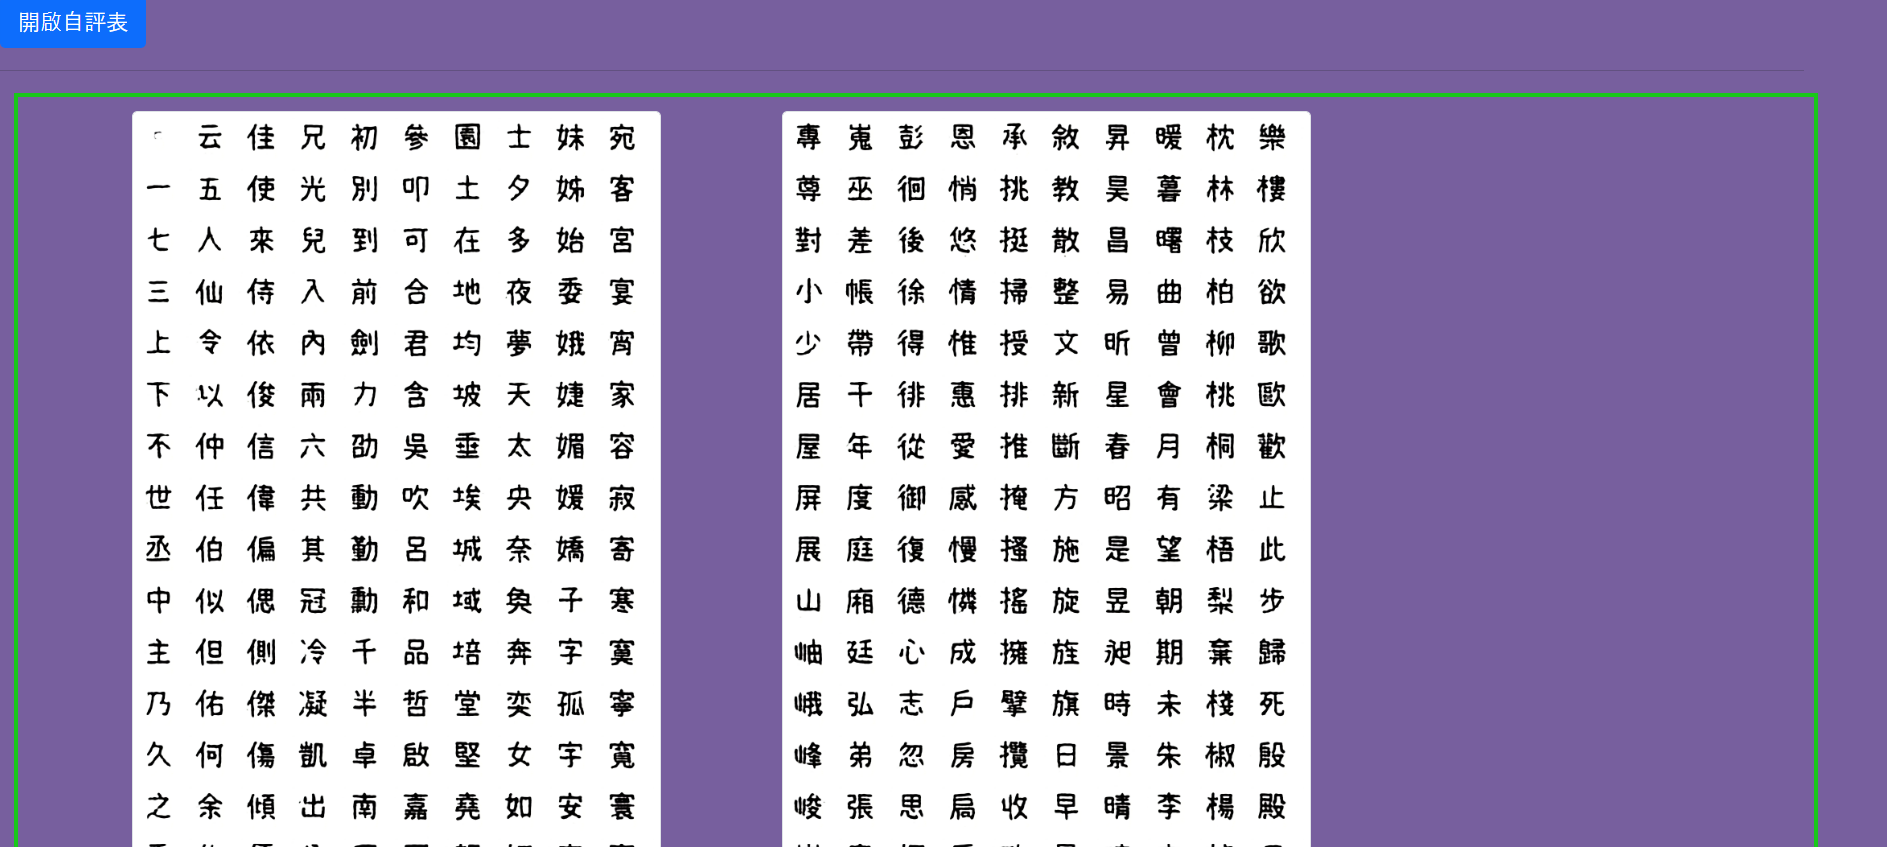 開啟自評表
云佳兄初參園士妹宛
一五使光別叩土夕姊客
七人來兒到可在多始宮
三仙侍入前合地夜委宴
上令依內劍君均夢娥宵
下以俊兩力含坡天婕家
不仲信六劭吳垂太媚容
世任偉共動吹埃央媛寂
丞伯偏其勤呂城奈嬌寄
中似偲冠勳和域奐子寒
主但側冷千品培奔字寞
乃佑傑凝半哲堂奕孤寧
久何傷凱卓啟堅女字寬
之余傾出南嘉堯如安寰
專嵬彭恩承敘昇暖枕樂
尊巫徊悄挑教昊暮林樓
對差後悠挺散昌曙枝欣
小帳徐情掃整易曲柏欲
少帶得惟授文昕曾柳歌
居干徘惠排新星會桃歐
屋年從愛推斷春月桐歡
屏度御感掩方昭有梁止
展庭復慢搔施是望梧此
山廂德憐搖旋昱朝梨步
岫廷心成擁旌昶期棄歸
峨弘志戶擘旗時未棧死
峰弟忽房攬日景朱椒殷
峻張思扁收早晴李楊殿